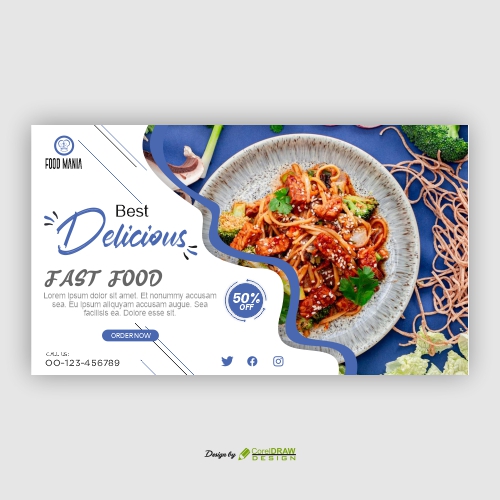 FOOD MANIA
Best
Delicious
FAST FOOD
Lorem ipsum dolor sit amet. Et nonummy accusam
sea. Eu ipsum aliquyam augue accusam. Sea
facilisis ea. Dolore esse sit.
50%
OFF
ORDER NOW
CALL US:
OO-123-456789
Design by
CorelDRAW
DESIGN